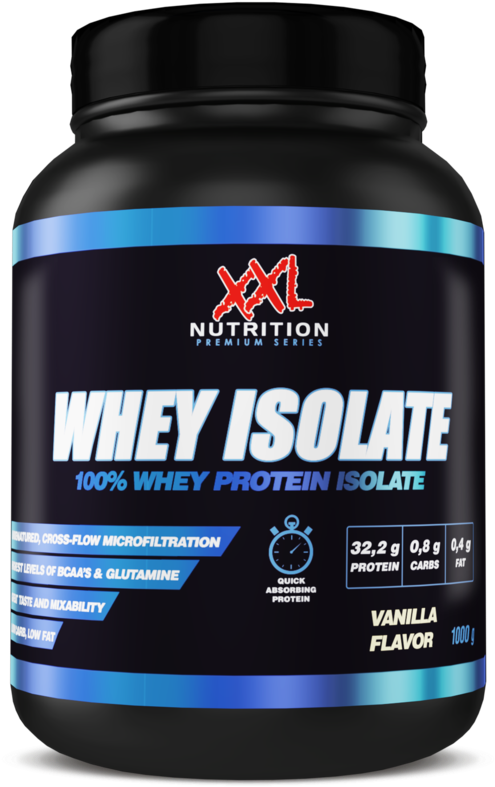 XXL
NUTRITION
PREMIUM SERIES
WHEY ISOLATE
100% WHEY PROTEIN ISOLATE
CROSS-FLOW MICROFILTRATION
LEVELS OF BCAA'S & GLUTAMINE
TASTE AND MIXABILITY
LOW FAT
QUICK
ABSORBING
PROTEIN
32,2 g
PROTEIN
0,8 g
CARBS
0,4 g
FAT
VANILLA
FLAVOR
1000 g